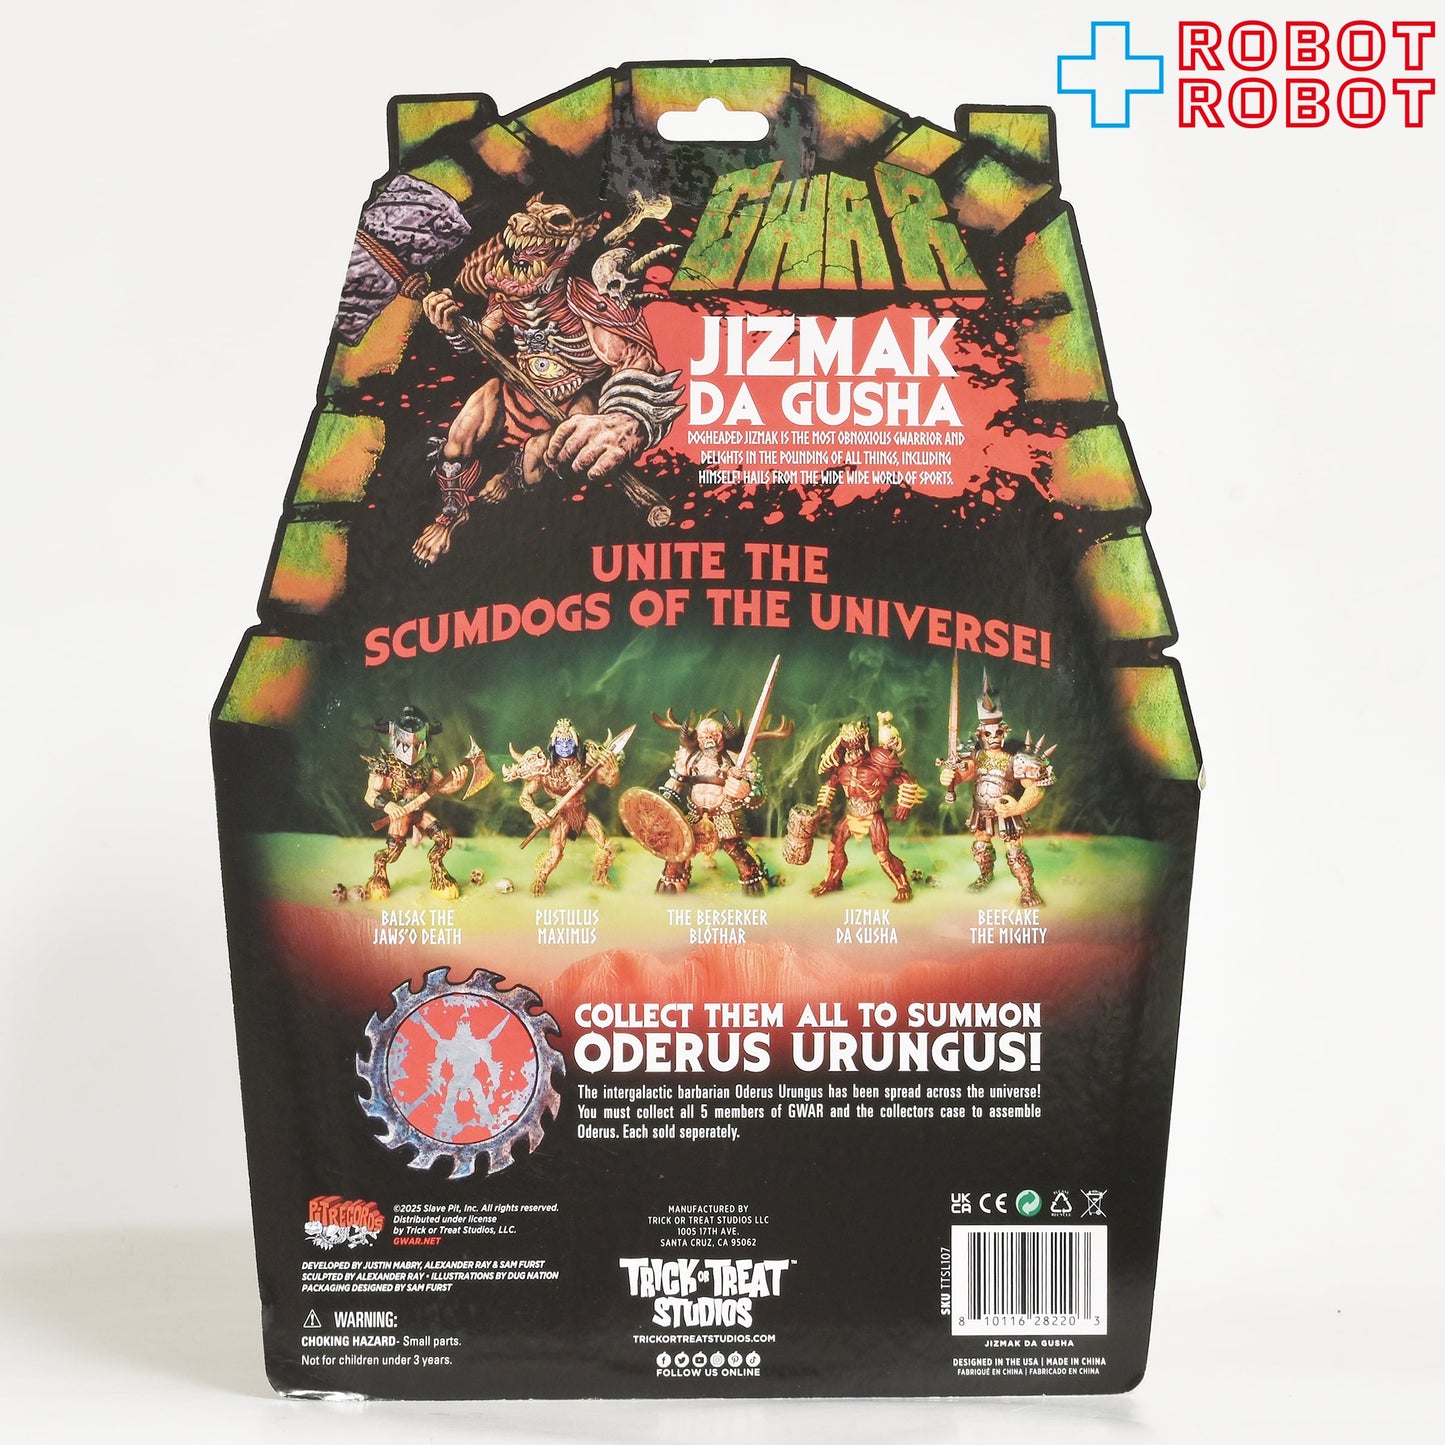 ROBOT
ROBOT
GWAR
JIZMAK
DA GUSHA
DOGHEADED JIZMAK IS THE MOST OBNOXIOUS GWARRIOR AND
DELIGHTS IN THE POUNDING OF ALL THINGS, INCLUDING
HIMSELF! HAILS FROM THE WIDE WIDE WORLD OF SPORTS.
UNITE THE
SCUMDOGS OF THE UNIVERSE!
BALSAC THE
JAWS'O DEATH
PUSTULUS
MAXIMUS
THE BERSERKER
BLÓTHAR
JIZMAK
DA GUSHA
BEEFCAKE
THE MIGHTY
COLLECT THEM ALL TO SUMMON
ODERUS URUNGUS!
The intergalactic barbarian Oderus Urungus has been spread across the universe!
You must collect all 5 members of GWAR and the collectors case to assemble
Oderus. Each sold seperately.
PIT RECORDS
©2025 Slave Pit, Inc. All rights reserved.
Distributed under license
by Trick or Treat Studios, LLC.
GWAR.NET
DEVELOPED BY JUSTIN MABRY, ALEXANDER RAY & SAM FURST
SCULPTED BY ALEXANDER RAY • ILLUSTRATIONS BY DUG NATION
PACKAGING DESIGNED BY SAM FURST
WARNING:
CHOKING HAZARD- Small parts.
Not for children under 3 years.
MANUFACTURED BY
TRICK OR TREAT STUDIOS LLC
1005 17TH AVE.
SANTA CRUZ, CA 95062
TRICK OR TREAT™
STUDIOS
TRICKORTREATSTUDIOS.COM
FOLLOW US ONLINE
UK
CA CE
SKU TTSL107
8 10116 28220 3
JIZMAK DA GUSHA
DESIGNED IN THE USA | MADE IN CHINA
FABRIQUE EN CHINA | FABRICADO EN CHINA